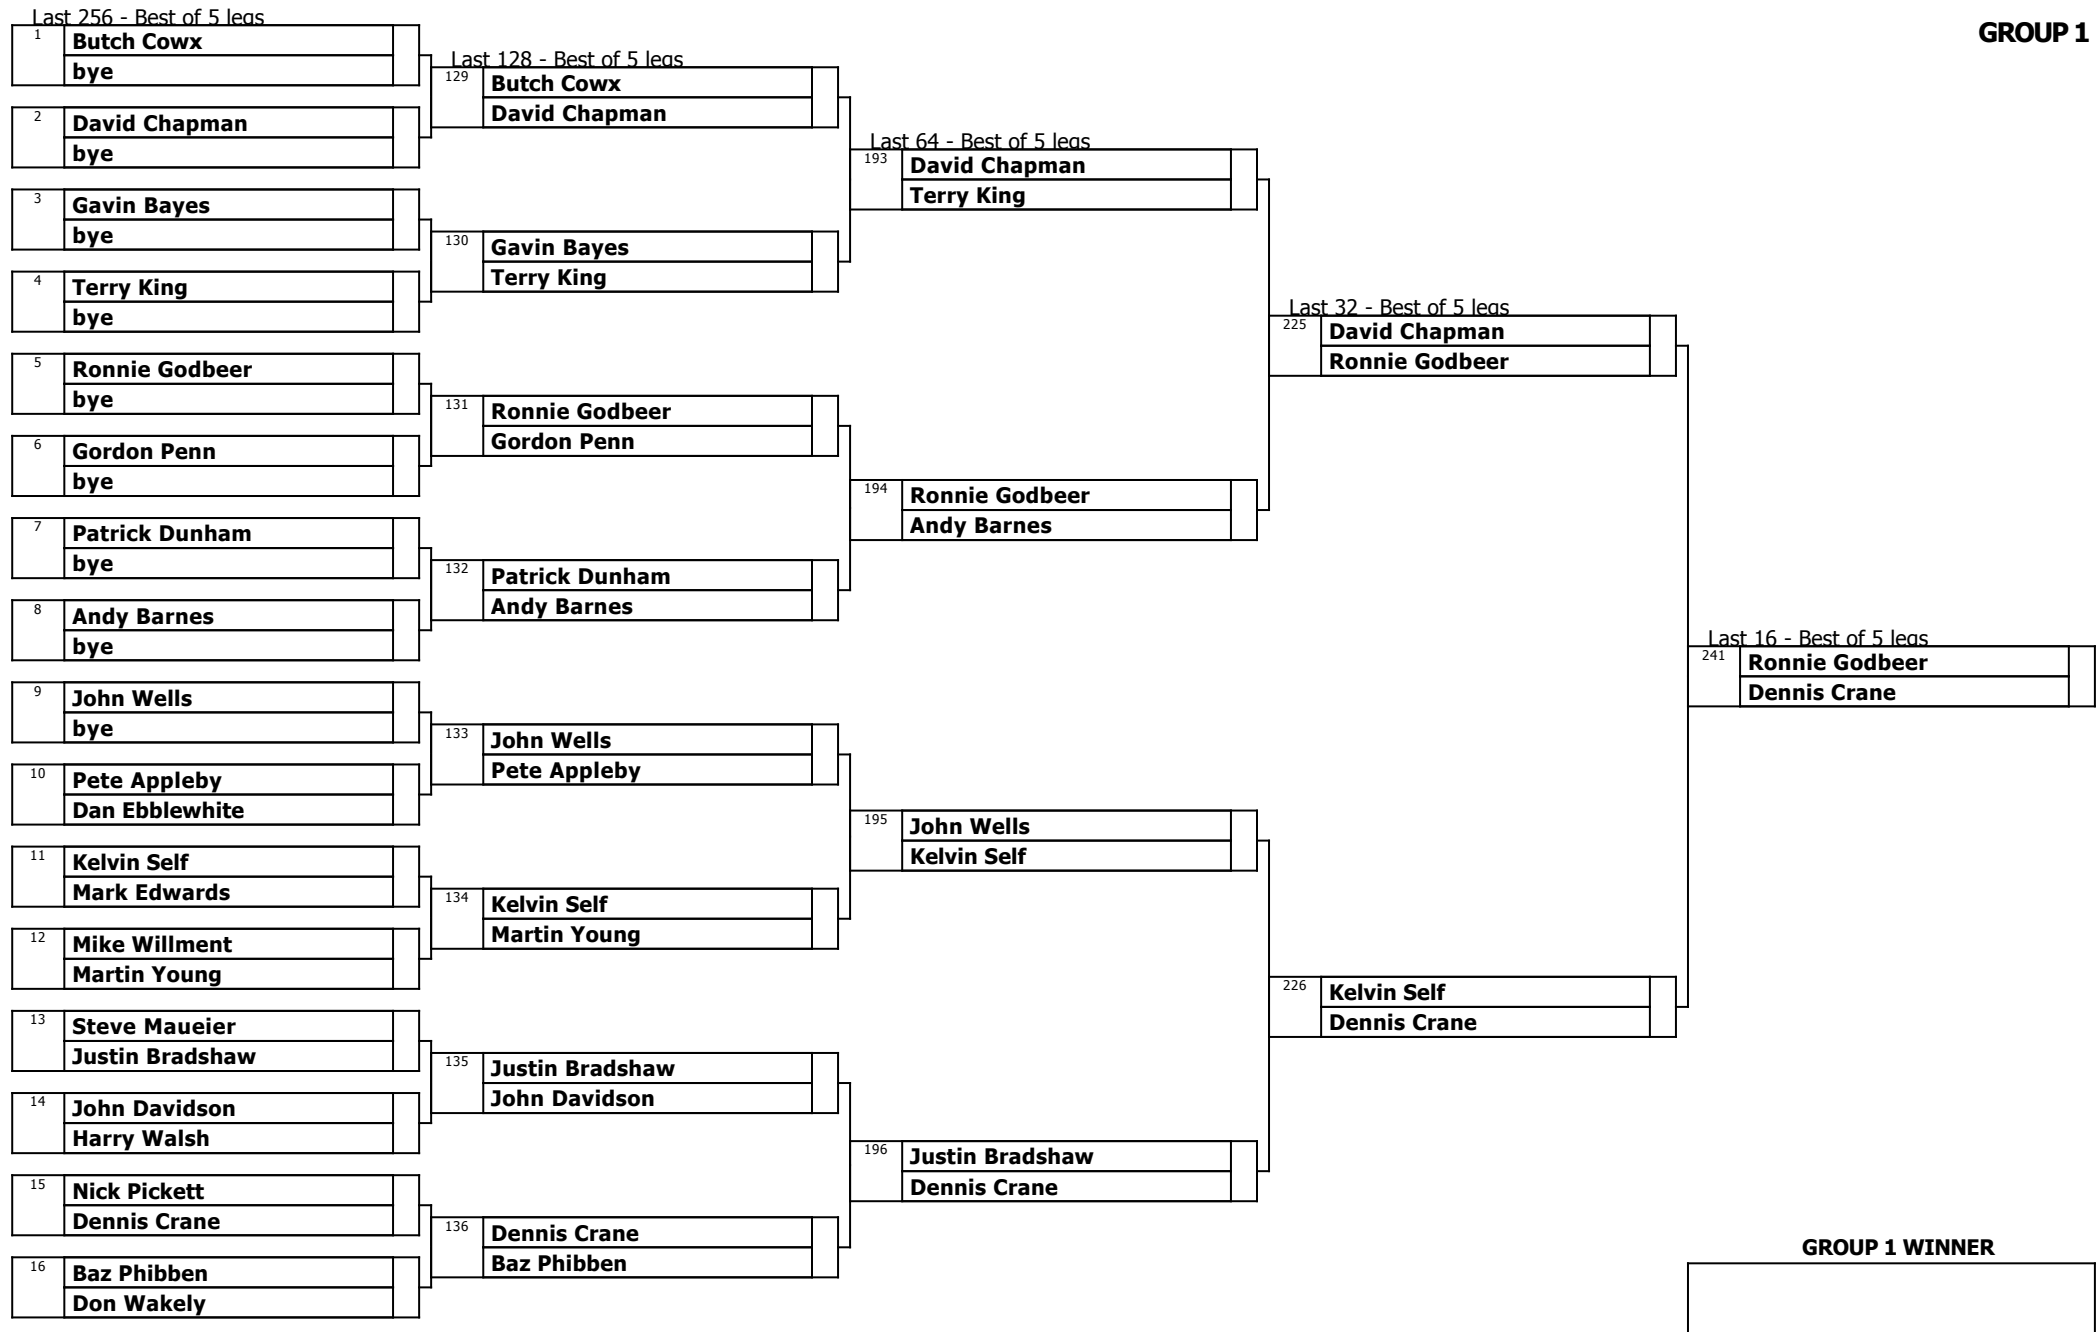 GROUP 1
Last 256 - Best of 5 legs
1
Butch Cowx
bye
2
David Chapman
bye
3
Gavin Bayes
bye
4
Terry King
bye
5
Ronnie Godbeer
bye
6
Gordon Penn
bye
7
Patrick Dunham
bye
8
Andy Barnes
bye
9
John Wells
bye
10
Pete Appleby
Dan Ebblewhite
11
Kelvin Self
Mark Edwards
12
Mike Willment
Martin Young
13
Steve Maueier
Justin Bradshaw
14
John Davidson
Harry Walsh
15
Nick Pickett
Dennis Crane
16
Baz Phibben
Don Wakely
Last 128 - Best of 5 legs
129
Butch Cowx
David Chapman
130
Gavin Bayes
Terry King
131
Ronnie Godbeer
Gordon Penn
132
Patrick Dunham
Andy Barnes
133
John Wells
Pete Appleby
134
Kelvin Self
Martin Young
135
Justin Bradshaw
John Davidson
136
Dennis Crane
Baz Phibben
Last 64 - Best of 5 legs
193
David Chapman
Terry King
194
Ronnie Godbeer
Andy Barnes
195
John Wells
Kelvin Self
196
Justin Bradshaw
Dennis Crane
Last 32 - Best of 5 legs
225
David Chapman
Ronnie Godbeer
226
Kelvin Self
Dennis Crane
Last 16 - Best of 5 legs
241
Ronnie Godbeer
Dennis Crane
GROUP 1 WINNER